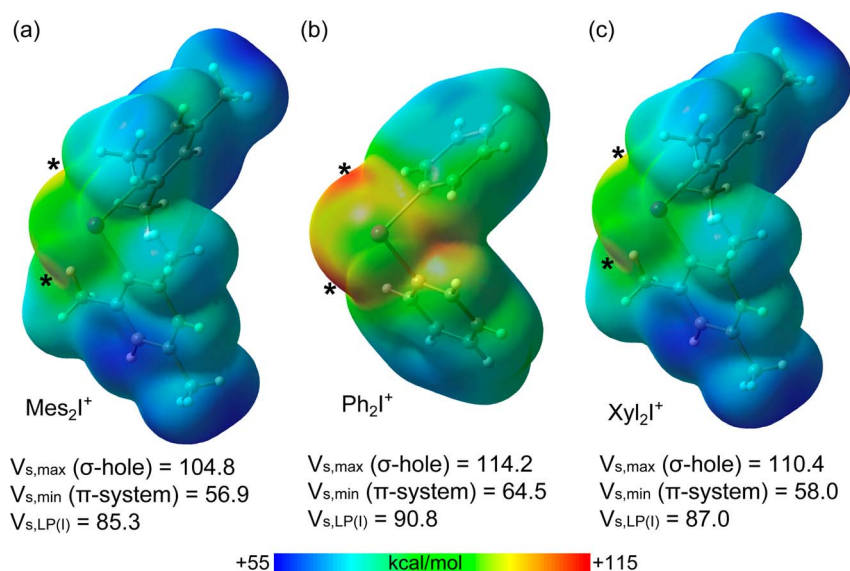 (a)
(b)
(c)
*
*
*
*
*
*
Mes₂I⁺
Ph₂I⁺
Xyl₂I⁺
Vs,max (σ-hole) = 104.8
Vs,min (π-system) = 56.9
Vs,LP(I) = 85.3
Vs,max (σ-hole) = 114.2
Vs,min (π-system) = 64.5
Vs,LP(I) = 90.8
Vs,max (σ-hole) = 110.4
Vs,min (π-system) = 58.0
Vs,LP(I) = 87.0
+55 kcal/mol +115